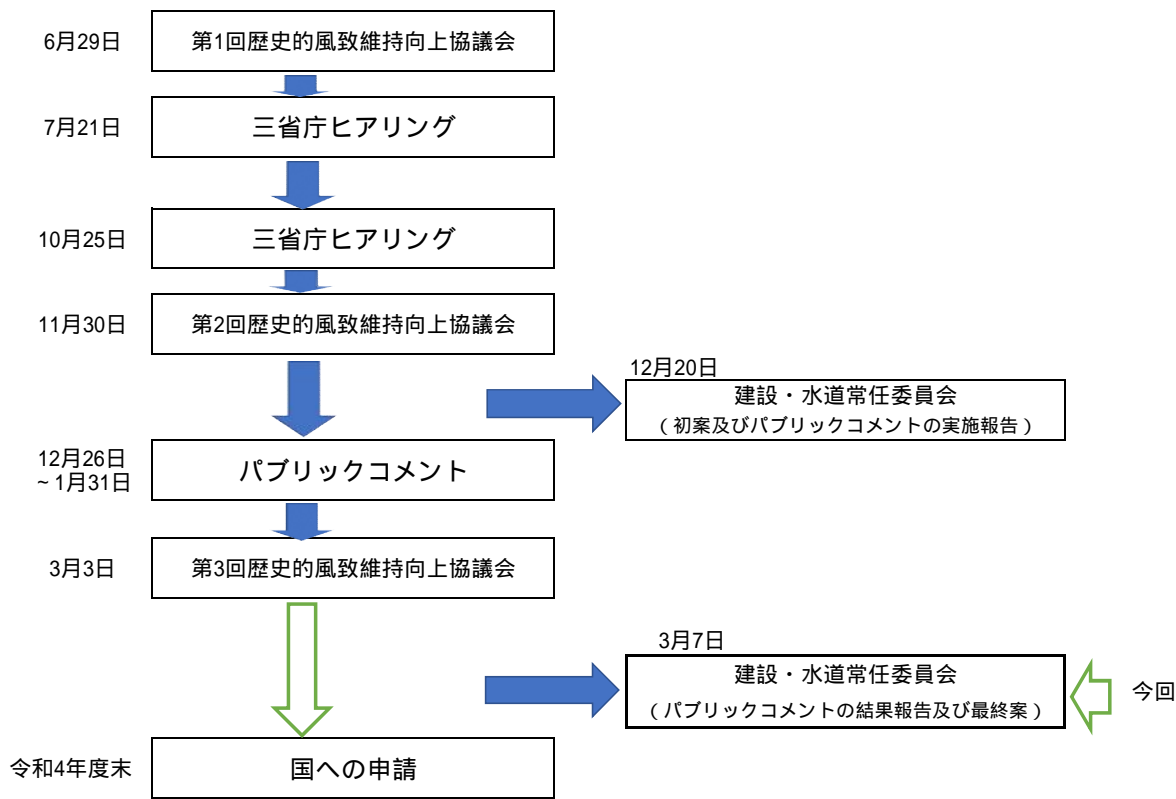 6月29日
第1回歴史的風致維持向上協議会
7月21日
三省庁ヒアリング
10月25日
三省庁ヒアリング
11月30日
第2回歴史的風致維持向上協議会
12月20日
建設・水道常任委員会
（初案及びパブリックコメントの実施報告）
12月26日
~1月31日
パブリックコメント
3月3日
第3回歴史的風致維持向上協議会
3月7日
建設・水道常任委員会
（パブリックコメントの結果報告及び最終案）
今回
令和4年度末
国への申請